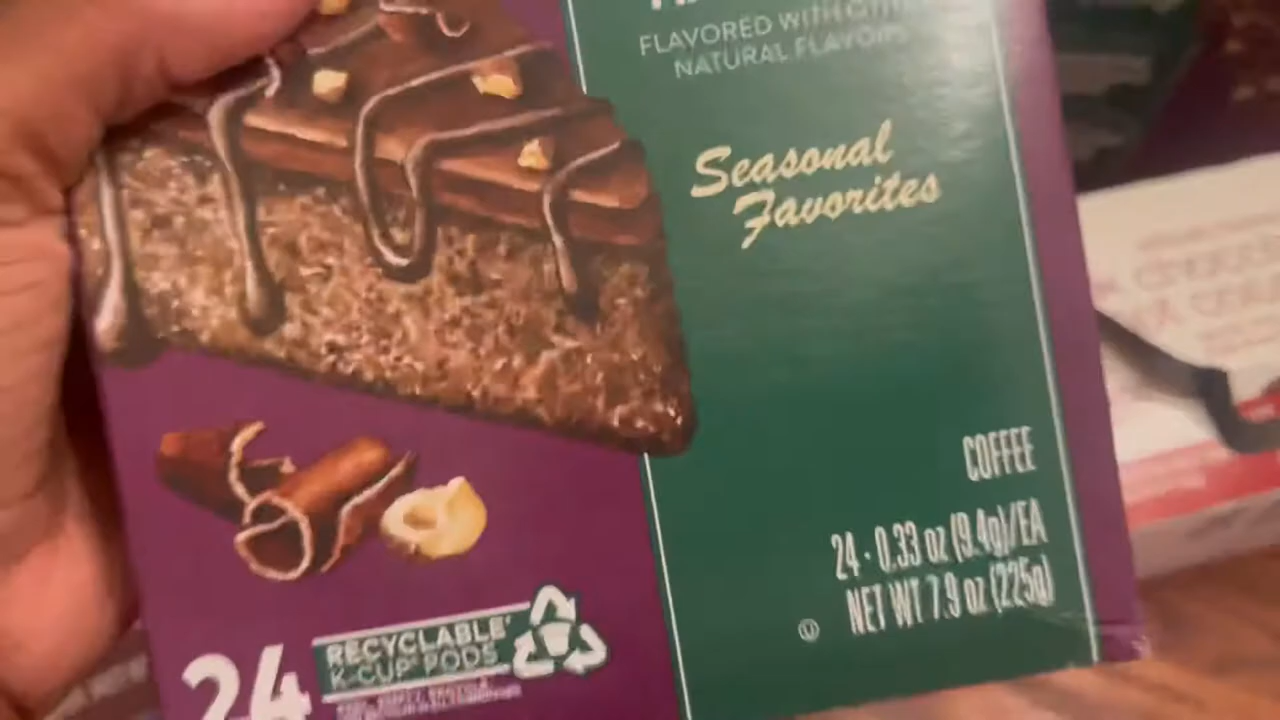 FLAVORED WITH OTHER
NATURAL FLAVORS
Seasonal
Favorites
COFFEE
24 · 0.33 oz (9.4g)/EA
NET WT 7.9 oz (225g)
U
24
RECYCLABLE*
K-CUP® PODS